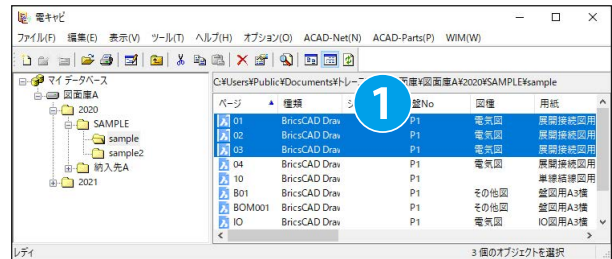 電キャビ
ファイル(F) 編集(E) 表示(V) ツール(T) ヘルプ(H) オプション(O) ACAD-Net(N) ACAD-Parts(P) WIM(W)
マイ データベース
図面庫A
2020
SAMPLE
sample
sample2
納入先A
2021
C:¥Users¥Public¥Documents¥トレース 面庫¥図面庫A¥2020¥SAMPLE¥sample
1
ページ 種類 盤No 図種 用紙
01 BricsCAD Draw P1 電気図 展開接続図用
02 BricsCAD Draw P1 電気図 展開接続図用
03 BricsCAD Draw P1 電気図 展開接続図用
04 BricsCAD Draw P1 電気図 展開接続図用
10 BricsCAD Draw P1 単線結線図用
B01 BricsCAD Draw P1 その他図 盤図用A3横
BOM001 BricsCAD Draw P1 その他図 盤図用A3横
IO BricsCAD Draw P1 電気図 IO図用A3横
レディ 3 個のオブジェクトを選択